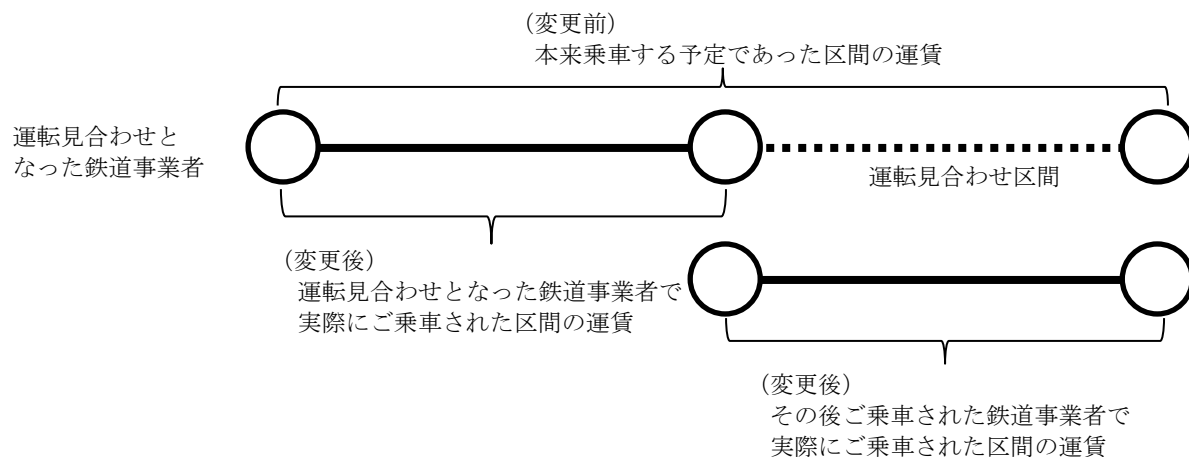 (変更前)
本来乗車する予定であった区間の運賃
運転見合わせと
なった鉄道事業者
運転見合わせ区間
(変更後)
運転見合わせとなった鉄道事業者で
実際にご乗車された区間の運賃
(変更後)
その後ご乗車された鉄道事業者で
実際にご乗車された区間の運賃